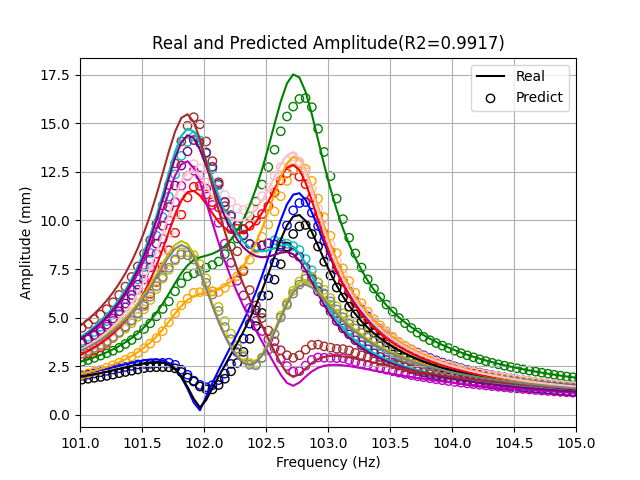 Real and Predicted Amplitude(R2=0.9917)
17.5
15.0
12.5
10.0
7.5
5.0
2.5
0.0
Amplitude (mm)
Real
Predict
101.0 101.5 102.0 102.5 103.0 103.5 104.0 104.5 105.0
Frequency (Hz)